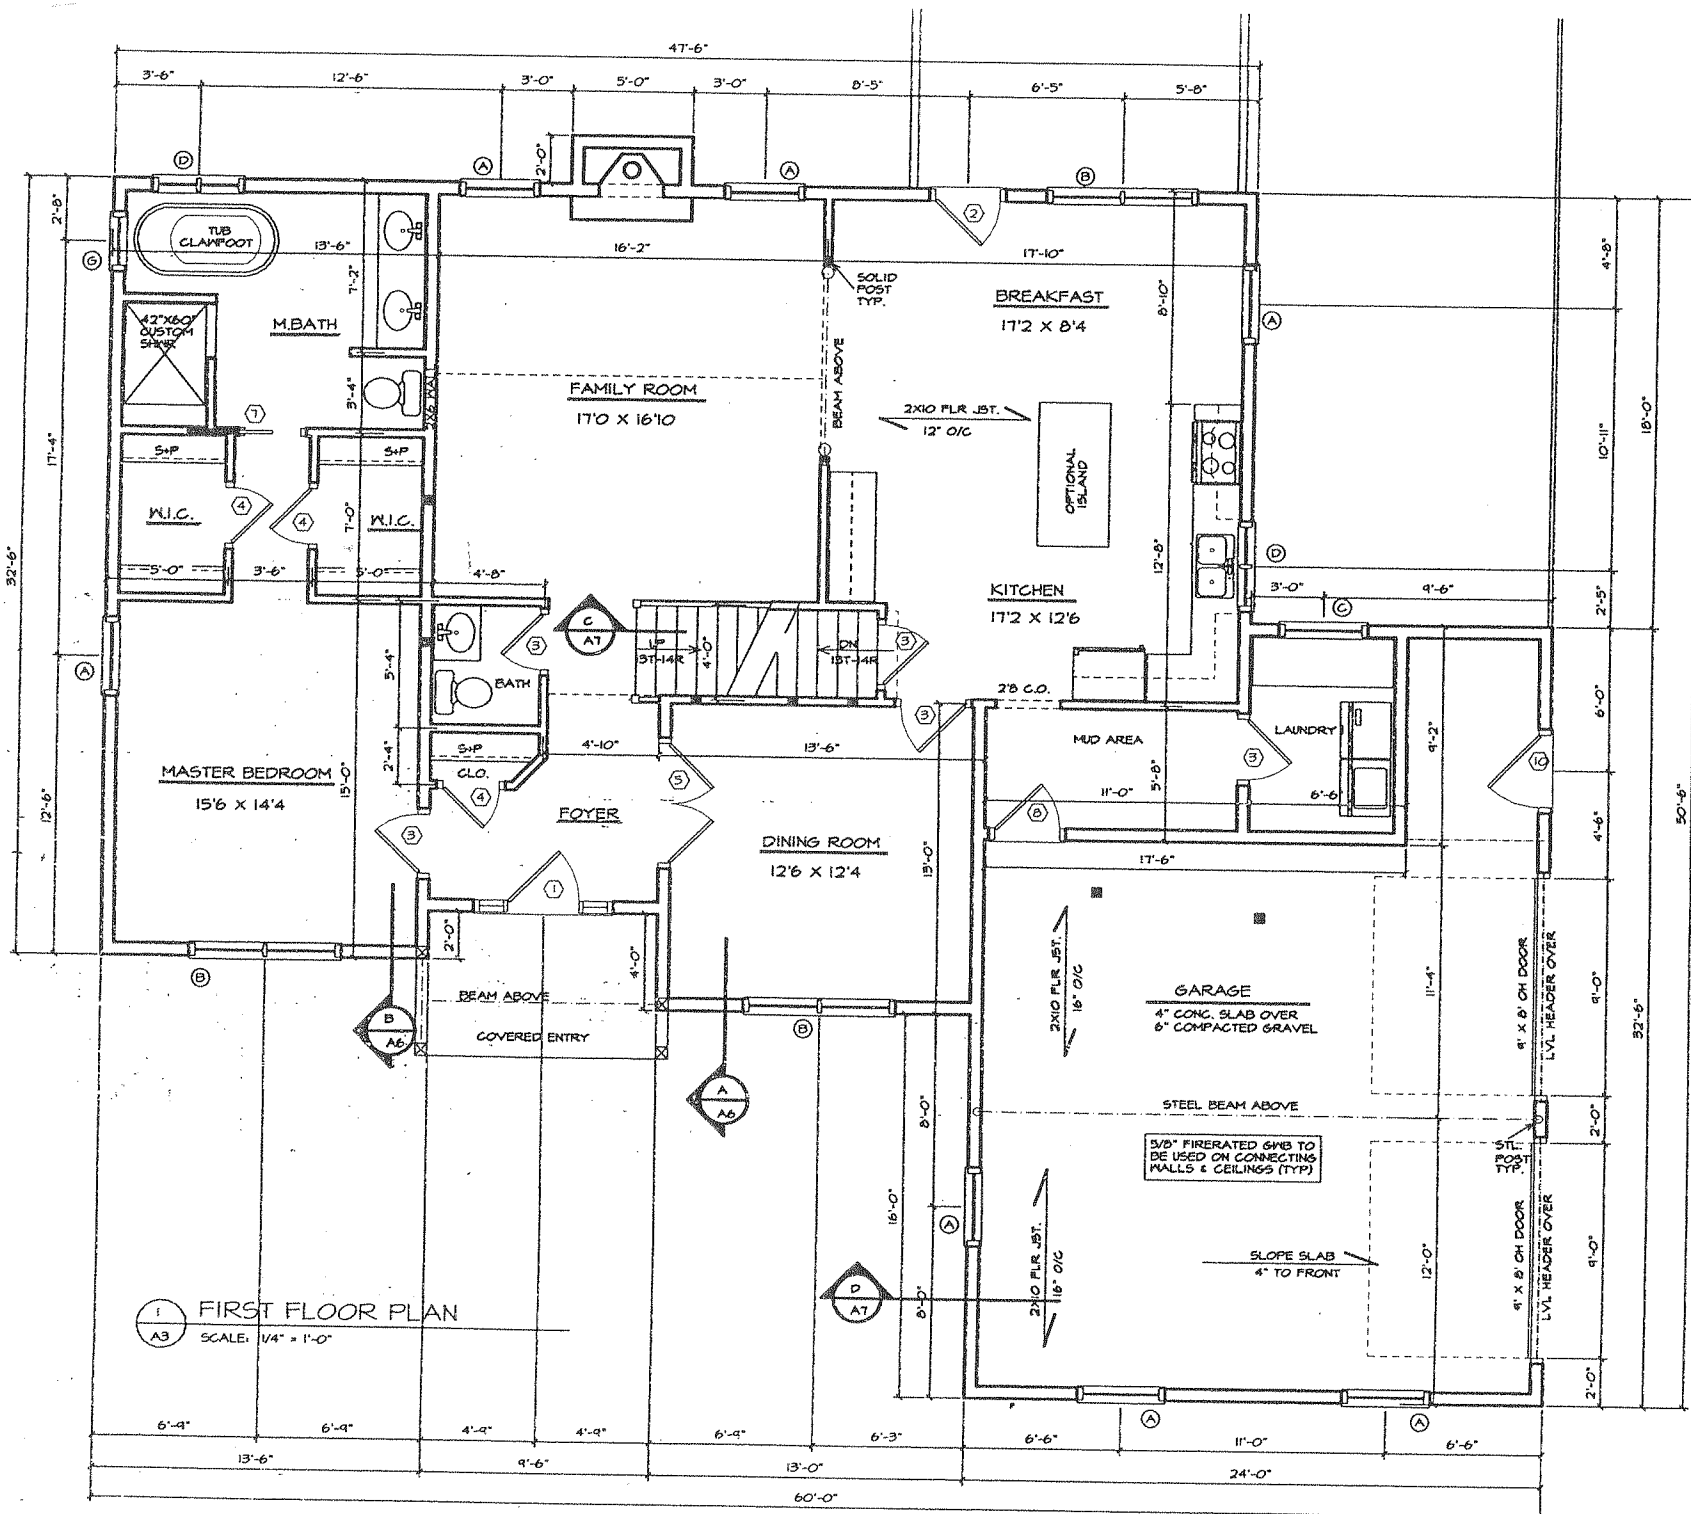 47'-6"
3'-6" 12'-6" 3'-0" 5'-0" 3'-0" 8'-5" 6'-5" 5'-8"
2'-0"
D A A B
2
2'-8"
TUB
CLAWFOOT
13'-6" 16'-2" 17'-10"
G
7'-2"
SOLID
POST
TYP.
8'-10"
4'-8"
BREAKFAST
17'2 X 8'4
A
42"X60"
CUSTOM
SHWR
M.BATH
BEAM ABOVE
FAMILY ROOM
17'0 X 16'10
3'-4"
2X6 WA
2X10 FLR JST.
12" O/C
18'-0"
7
17'-4"
10'-11"
S+P S+P
OPTIONAL
ISLAND
W.I.C. 4 4 W.I.C.
7'-0"
12'-8"
D
32'-6"
5'-0" 3'-6" 5'-0" 4'-8"
KITCHEN
17'2 X 12'6
3'-0" 9'-6"
C
2'-5"
C
A7
UP
13T-14R
4'-0"
DN
13T-14R
3 3
A
5'-4"
BATH
2'8 C.O.
3
6'-0"
MUD AREA
LAUNDRY
9'-2"
S+P
2'-4"
CLO.
4'-10" 13'-6"
MASTER BEDROOM
15'6 X 14'4
15'-0"
4
5
3
10
5'-8"
11'-0" 6'-6"
50'-6"
12'-6"
FOYER
3
8
4'-6"
DINING ROOM
12'6 X 12'4
13'-0"
17'-6"
1
2'-0"
4'-0"
B
BEAM ABOVE
COVERED ENTRY
B
A6
B
2X10 FLR JST.
16" O/C
GARAGE
4" CONC. SLAB OVER
6" COMPACTED GRAVEL
11'-4"
9' X 8' OH DOOR
LVL HEADER OVER
9'-0"
32'-6"
A
A6
8'-0"
STEEL BEAM ABOVE
2'-0"
5/8" FIRERATED GWB TO
BE USED ON CONNECTING
WALLS & CEILINGS (TYP)
STL
POST
TYP.
16'-0"
A
2X10 FLR JST.
16" O/C
SLOPE SLAB
4" TO FRONT
12'-0"
9' X 8' OH DOOR
LVL HEADER OVER
9'-0"
D
A7
8'-0"
1
A3
FIRST FLOOR PLAN
SCALE: 1/4" = 1'-0"
2'-0"
A A
6'-9" 6'-9" 4'-9" 4'-9" 6'-9" 6'-3" 6'-6" 11'-0" 6'-6"
13'-6" 9'-6" 13'-0" 24'-0"
60'-0"